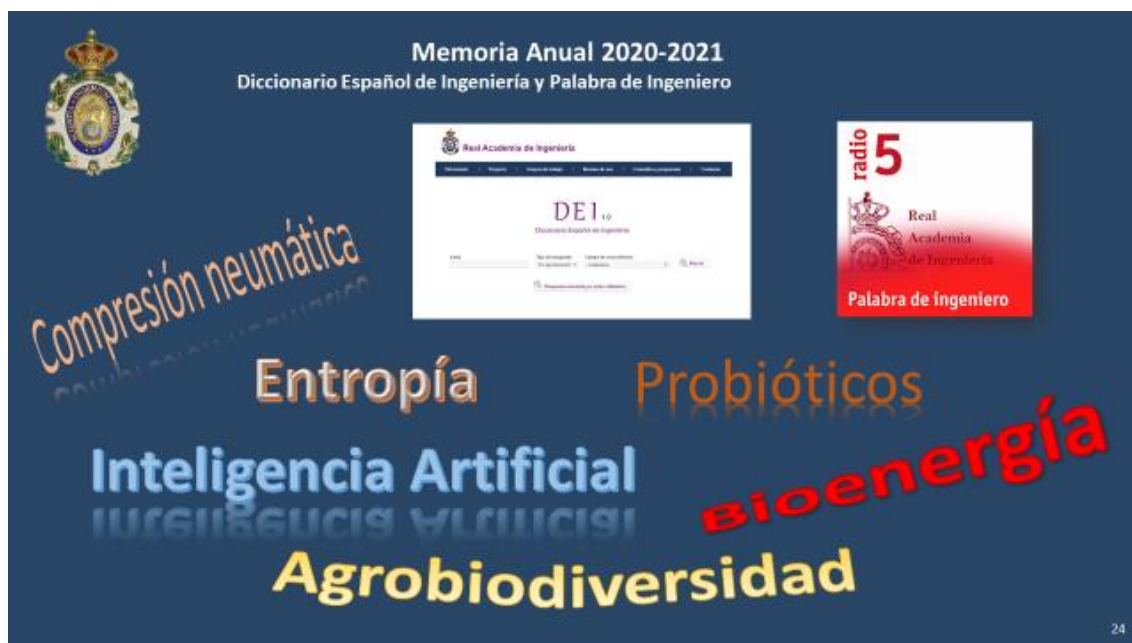 Memoria Anual 2020-2021
Diccionario Español de Ingeniería y Palabra de Ingeniero
Real Academia de Ingeniería
DEI 1.0
Diccionario Español de Ingeniería
radio 5
Real
Academia
de Ingeniería
Palabra de ingeniero
Compresión neumática
Entropía
Probióticos
Inteligencia Artificial
Bioenergía
Agrobiodiversidad
24